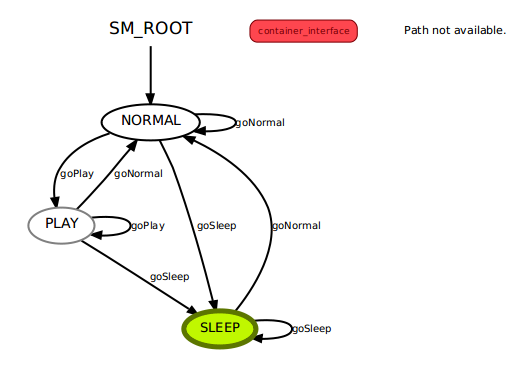 SM_ROOT
container_interface
Path not available.
NORMAL
goNormal
goPlay
goNormal
PLAY
goPlay
goSleep
goNormal
goSleep
SLEEP
goSleep